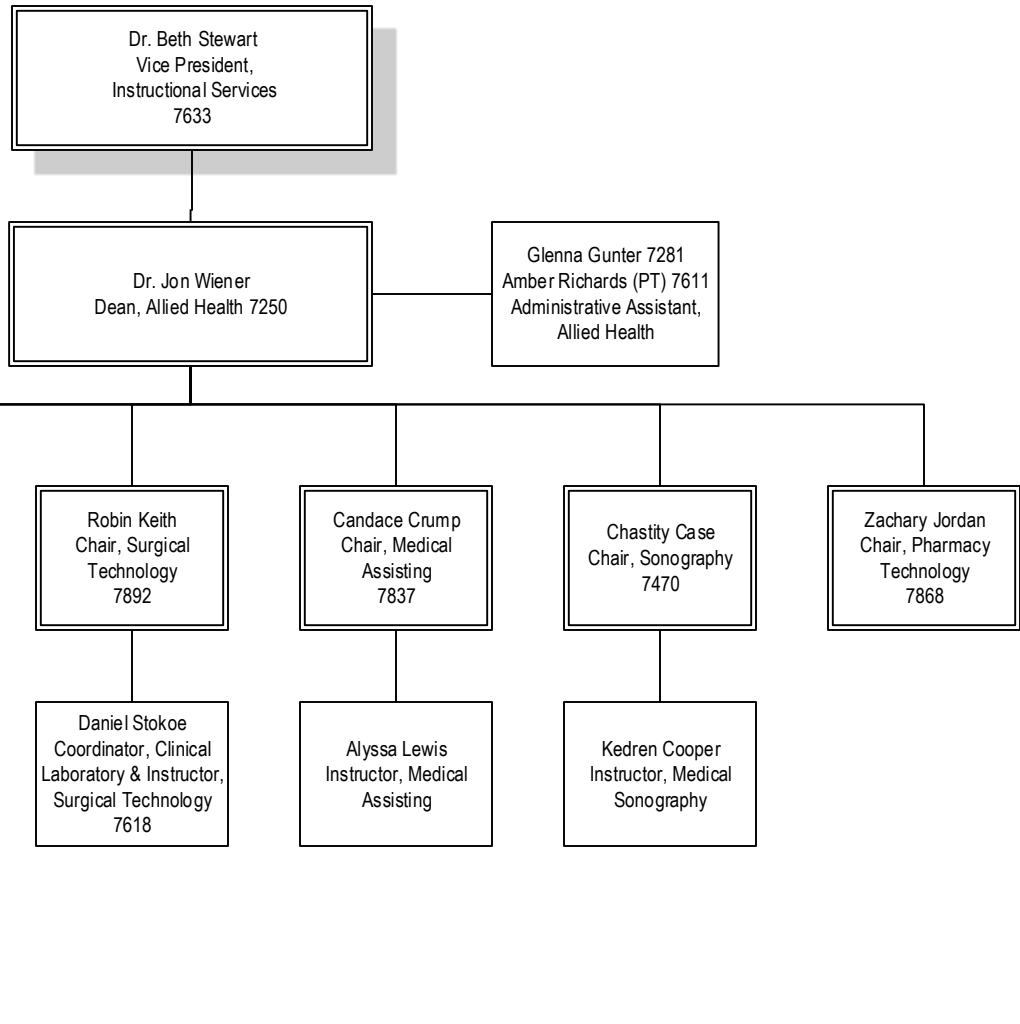 Dr. Beth Stewart
Vice President,
Instructional Services
7633
Dr. Jon Wiener
Dean, Allied Health 7250
Glenna Gunter 7281
Amber Richards (PT) 7611
Administrative Assistant,
Allied Health
Robin Keith
Chair, Surgical
Technology
7892
Candace Crump
Chair, Medical
Assisting
7837
Chastity Case
Chair, Sonography
7470
Zachary Jordan
Chair, Pharmacy
Technology
7868
Daniel Stokoe
Coordinator, Clinical
Laboratory & Instructor,
Surgical Technology
7618
Alyssa Lewis
Instructor, Medical
Assisting
Kedren Cooper
Instructor, Medical
Sonography